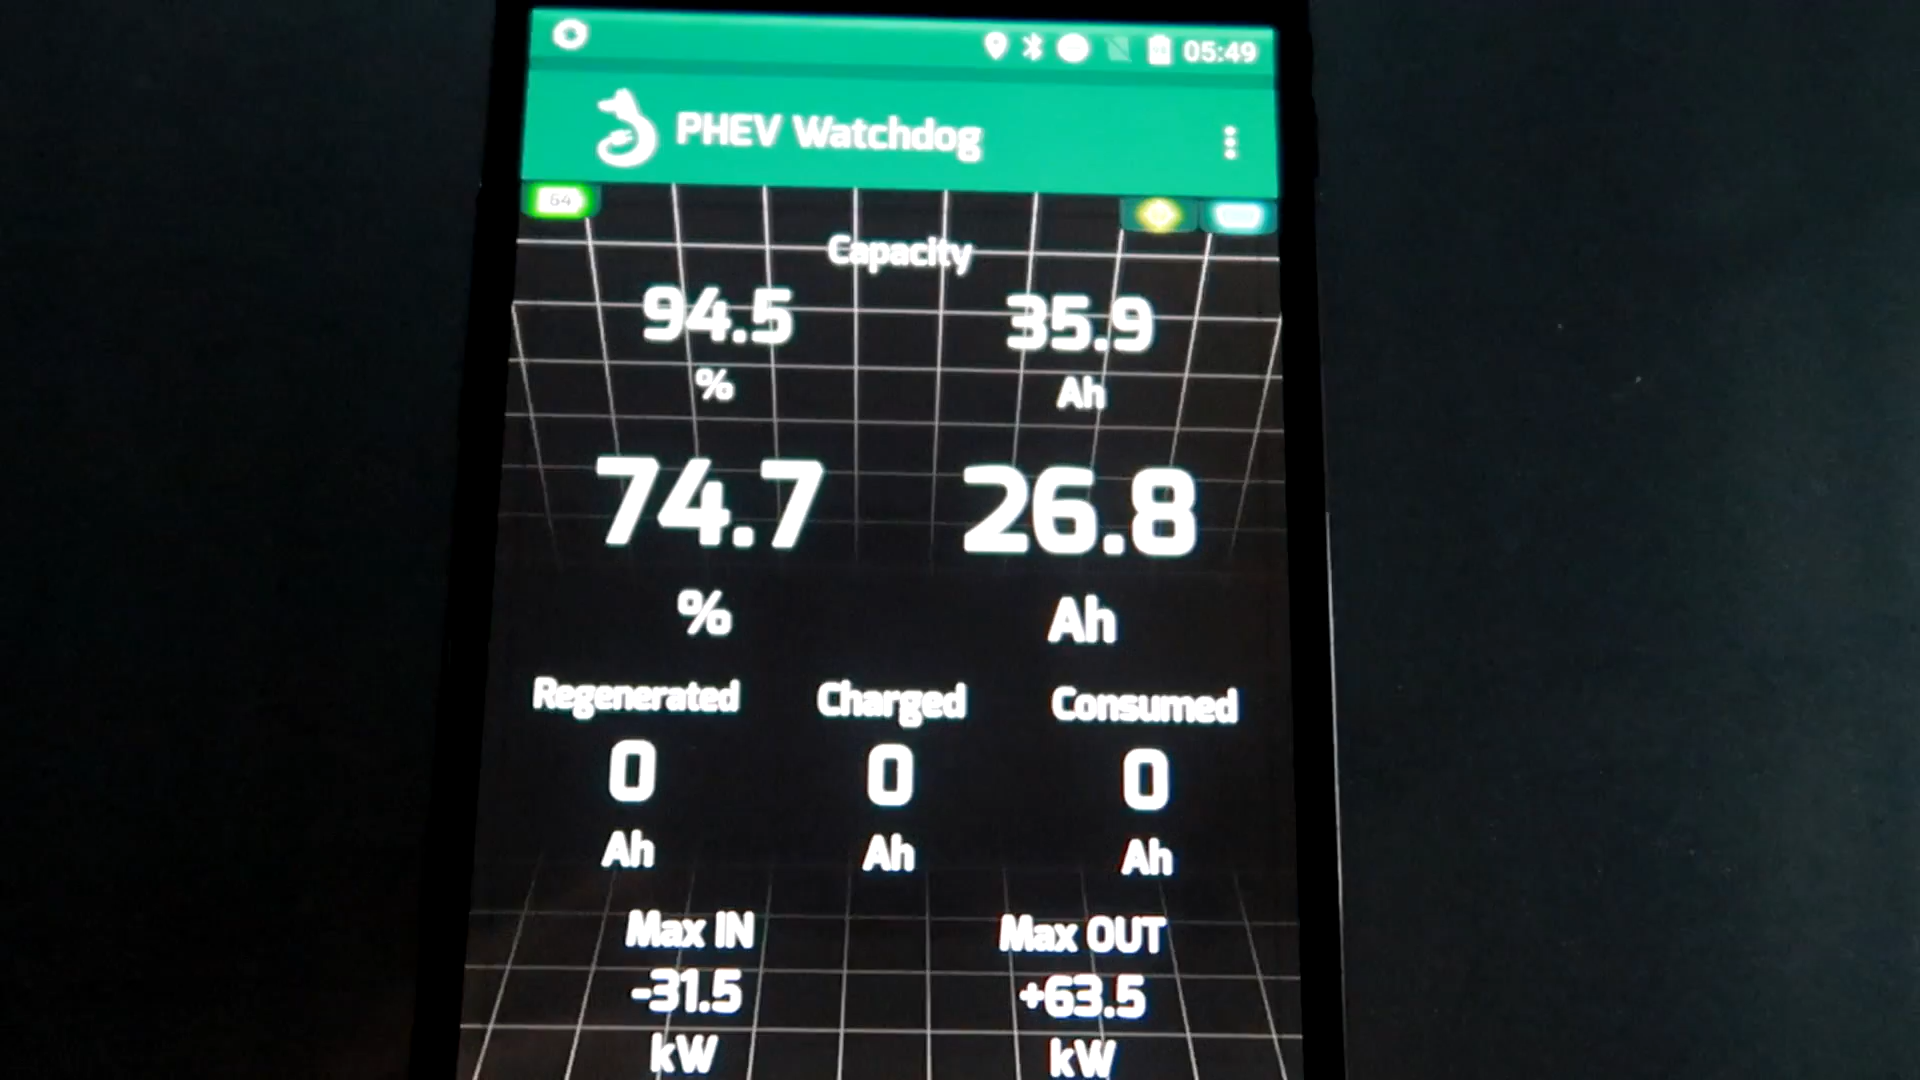 05:49
PHEV Watchdog
64
Capacity
94.5 35.9
% Ah
74.7 26.8
% Ah
Regenerated Charged Consumed
0 0 0
Ah Ah Ah
Max IN Max OUT
-31.5 +63.5
kW kW